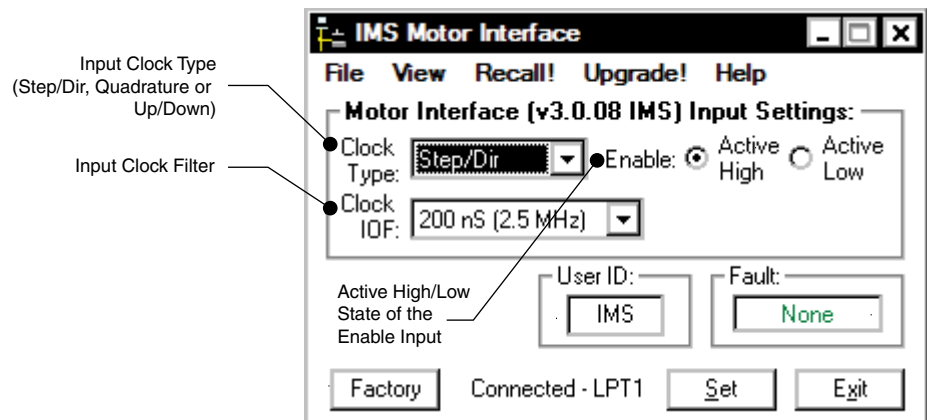 IMS Motor Interface
File View Recall! Upgrade! Help
Motor Interface (v3.0.08 IMS) Input Settings:
Input Clock Type
(Step/Dir, Quadrature or
Up/Down)
Clock
Type:
Step/Dir
Enable:
Active
High
Active
Low
Input Clock Filter
Clock
IOF:
200 nS (2.5 MHz)
Active High/Low
State of the
Enable Input
User ID:
IMS
Fault:
None
Factory
Connected - LPT1
Set
Exit